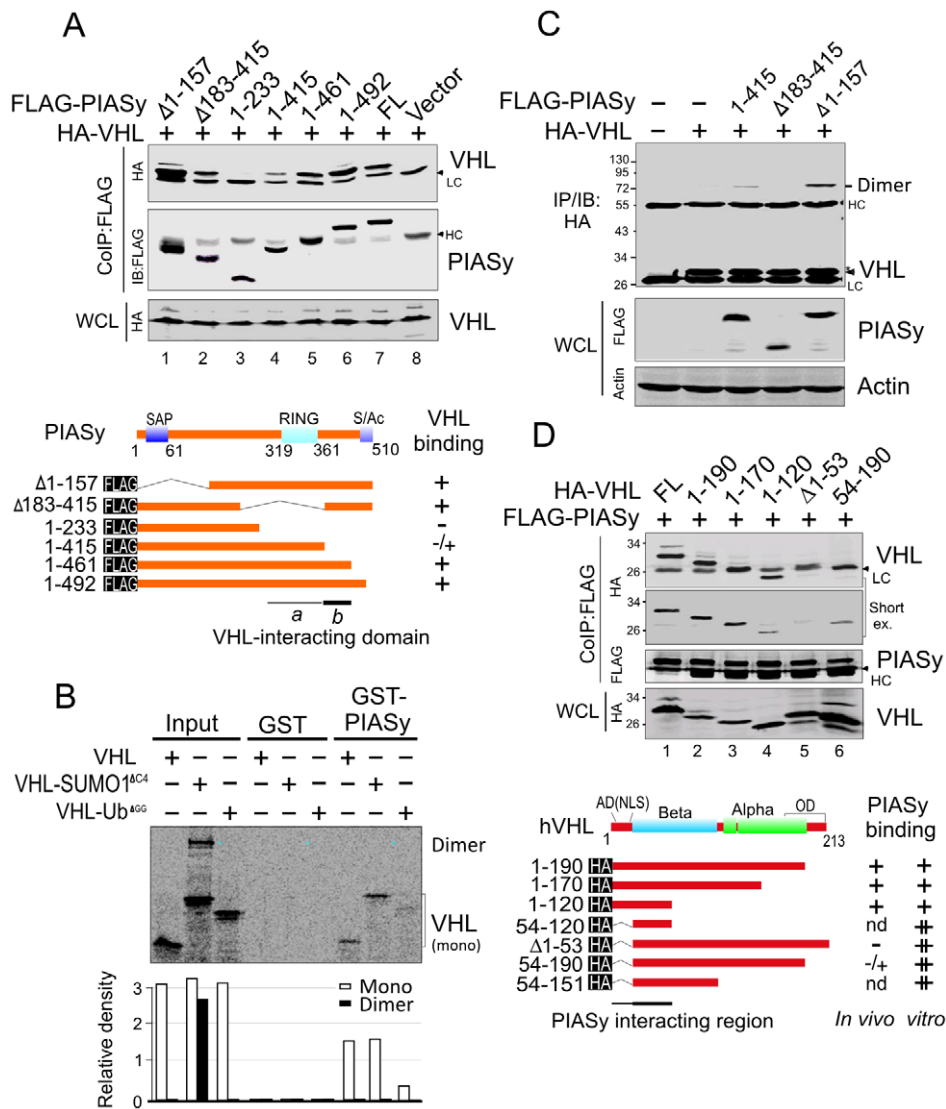 A
FLAG-PIASy Δ1-157 Δ183-415 1-233 1-415 1-461 1-492 FL Vector
HA-VHL + + + + + + + +
CoIP:FLAG
HA
VHL
LC
IB:FLAG
HC
PIASy
WCL
HA
VHL
1 2 3 4 5 6 7 8
PIASy
SAP RING S/Ac
1 61 319 361 510
VHL
binding
Δ1-157 FLAG +
Δ183-415 FLAG +
1-233 FLAG -
1-415 FLAG -/+
1-461 FLAG +
1-492 FLAG +
a b
VHL-interacting domain
B
Input GST GST-
PIASy
VHL + − − + − − + − −
VHL-SUMO1ΔC4 − + − − + − − + −
VHL-UbΔGG − − + − − + − − +
Dimer
VHL
(mono)
Relative density
3
2
1
0
Mono
Dimer
C
FLAG-PIASy − − 1-415 Δ183-415 Δ1-157
HA-VHL − + + + +
IP/IB:
HA
130
95
72
55
43
34
26
Dimer
HC
*
VHL
LC
WCL
FLAG
PIASy
Actin
Actin
D
HA-VHL FL 1-190 1-170 1-120 Δ1-53 54-190
FLAG-PIASy + + + + + +
CoIP:FLAG
HA
34
26
VHL
LC
34
26
Short
ex.
FLAG
PIASy
HC
WCL
HA
34
26
VHL
1 2 3 4 5 6
hVHL
AD(NLS) Beta Alpha OD
1 213
PIASy
binding
1-190 HA + +
1-170 HA + +
1-120 HA + +
54-120 HA nd ++
Δ1-53 HA - ++
54-190 HA -/+ ++
54-151 HA nd ++
PIASy interacting region
In vivo vitro